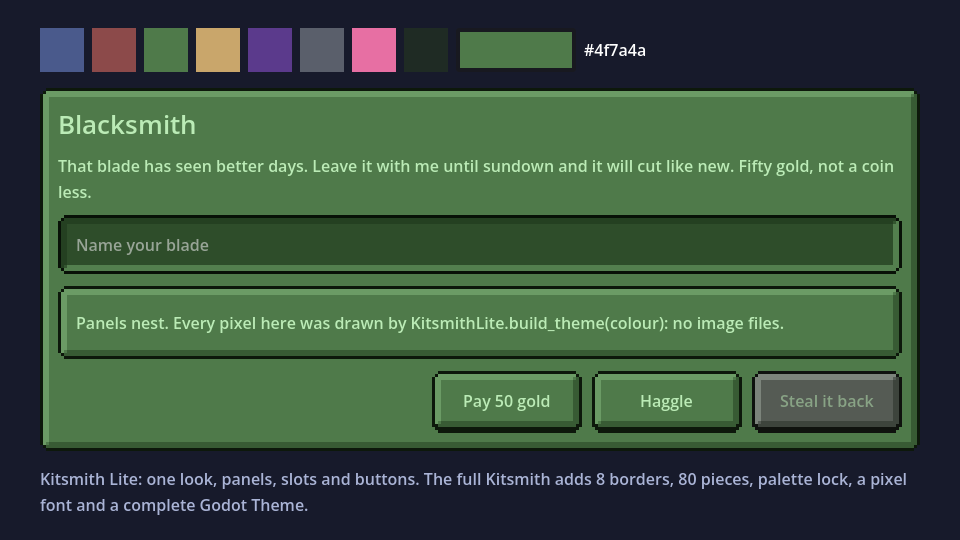 #4f7a4a
Blacksmith
That blade has seen better days. Leave it with me until sundown and it will cut like new. Fifty gold, not a coin
less.
Name your blade
Panels nest. Every pixel here was drawn by KitsmithLite.build_theme(colour): no image files.
Pay 50 gold
Haggle
Steal it back
Kitsmith Lite: one look, panels, slots and buttons. The full Kitsmith adds 8 borders, 80 pieces, palette lock, a pixel
font and a complete Godot Theme.